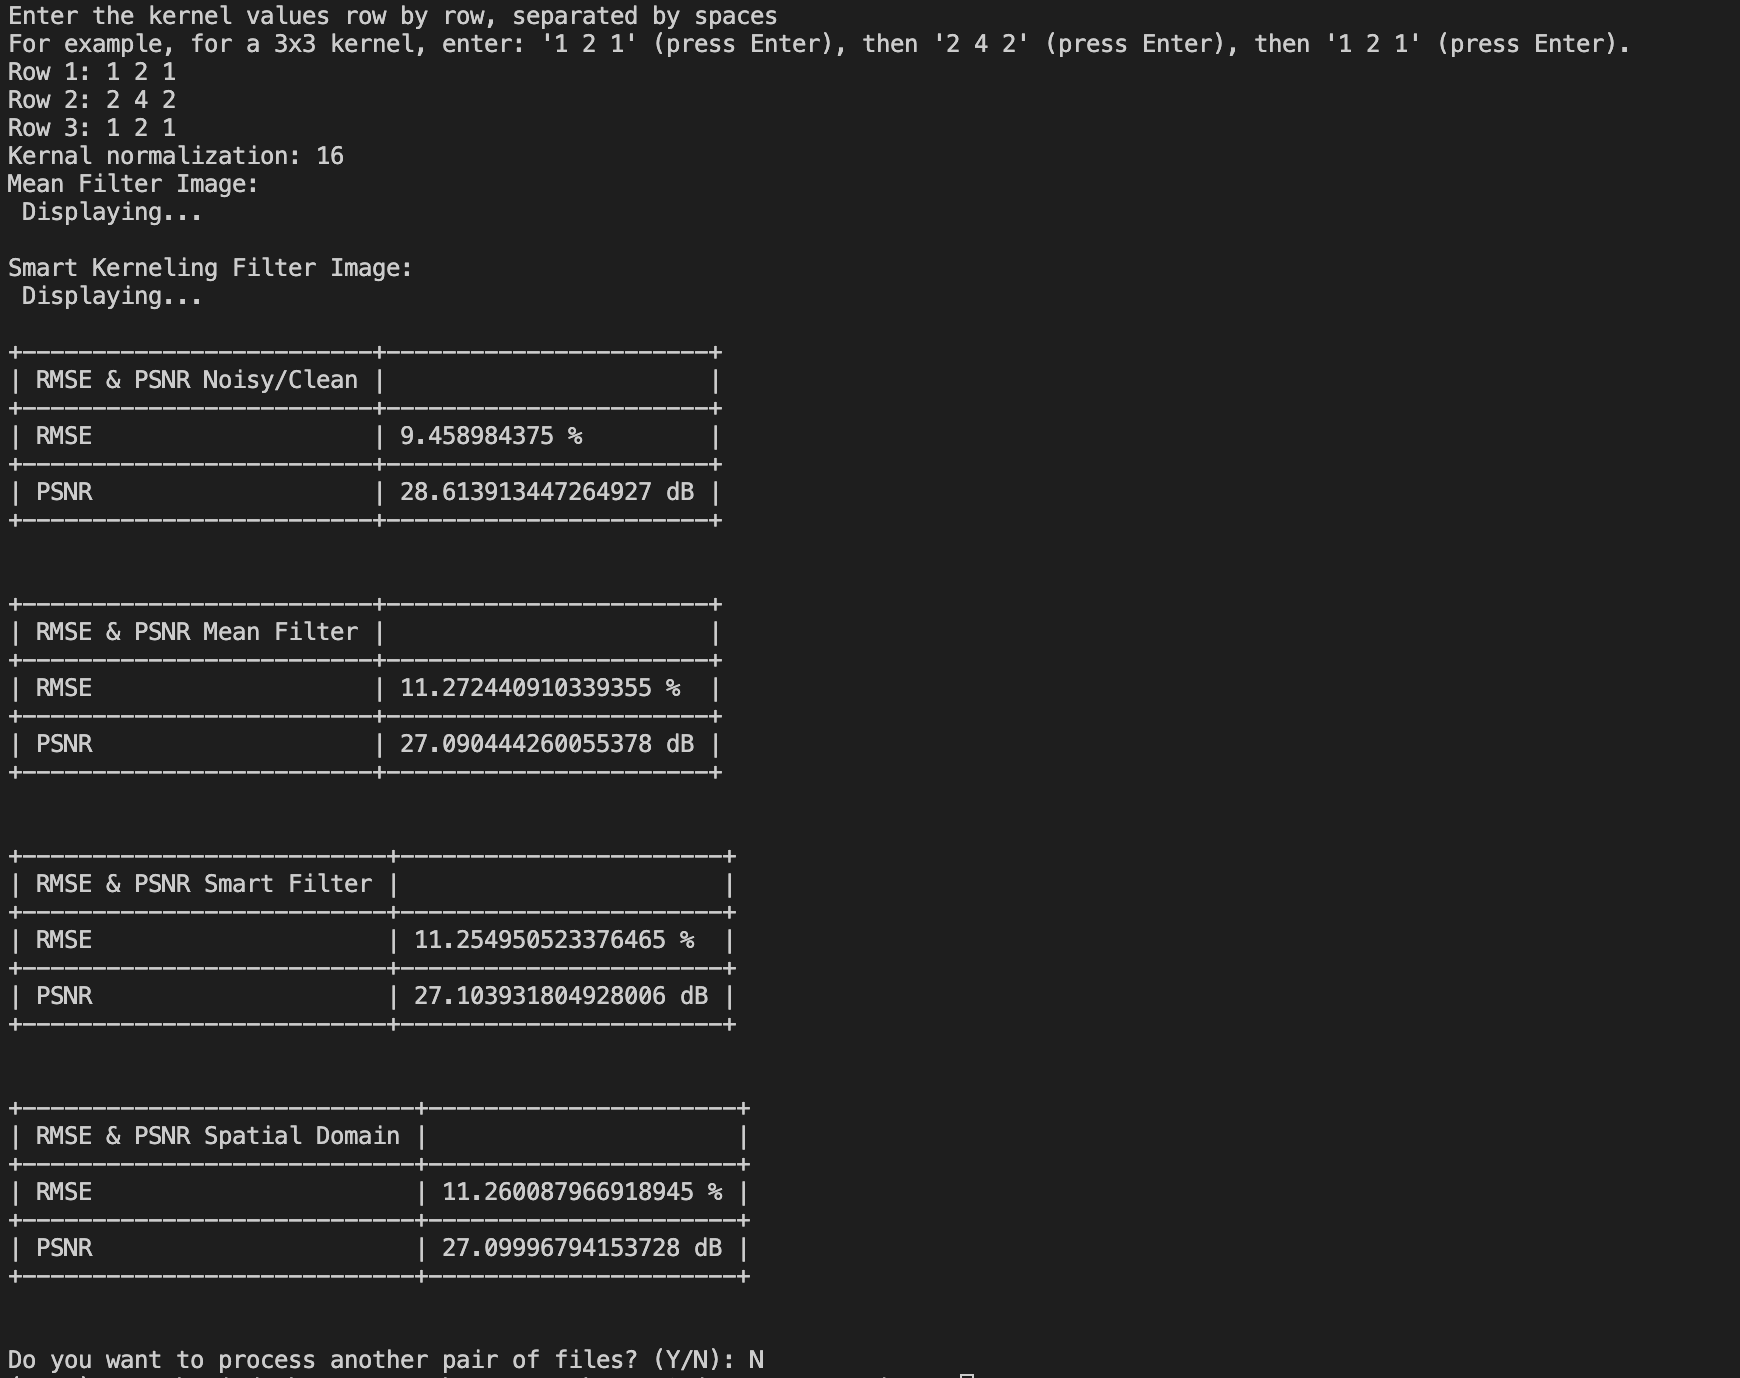 Enter the kernel values row by row, separated by spaces
For example, for a 3x3 kernel, enter: '1 2 1' (press Enter), then '2 4 2' (press Enter), then '1 2 1' (press Enter).
Row 1: 1 2 1
Row 2: 2 4 2
Row 3: 1 2 1
Kernal normalization: 16
Mean Filter Image:
Displaying...
Smart Kerneling Filter Image:
Displaying...
RMSE & PSNR Noisy/Clean
RMSE 9.458984375 %
PSNR 28.613913447264927 dB
RMSE & PSNR Mean Filter
RMSE 11.272440910339355 %
PSNR 27.090444260055378 dB
RMSE & PSNR Smart Filter
RMSE 11.254950523376465 %
PSNR 27.103931804928006 dB
RMSE & PSNR Spatial Domain
RMSE 11.260087966918945 %
PSNR 27.09996794153728 dB
Do you want to process another pair of files? (Y/N): N